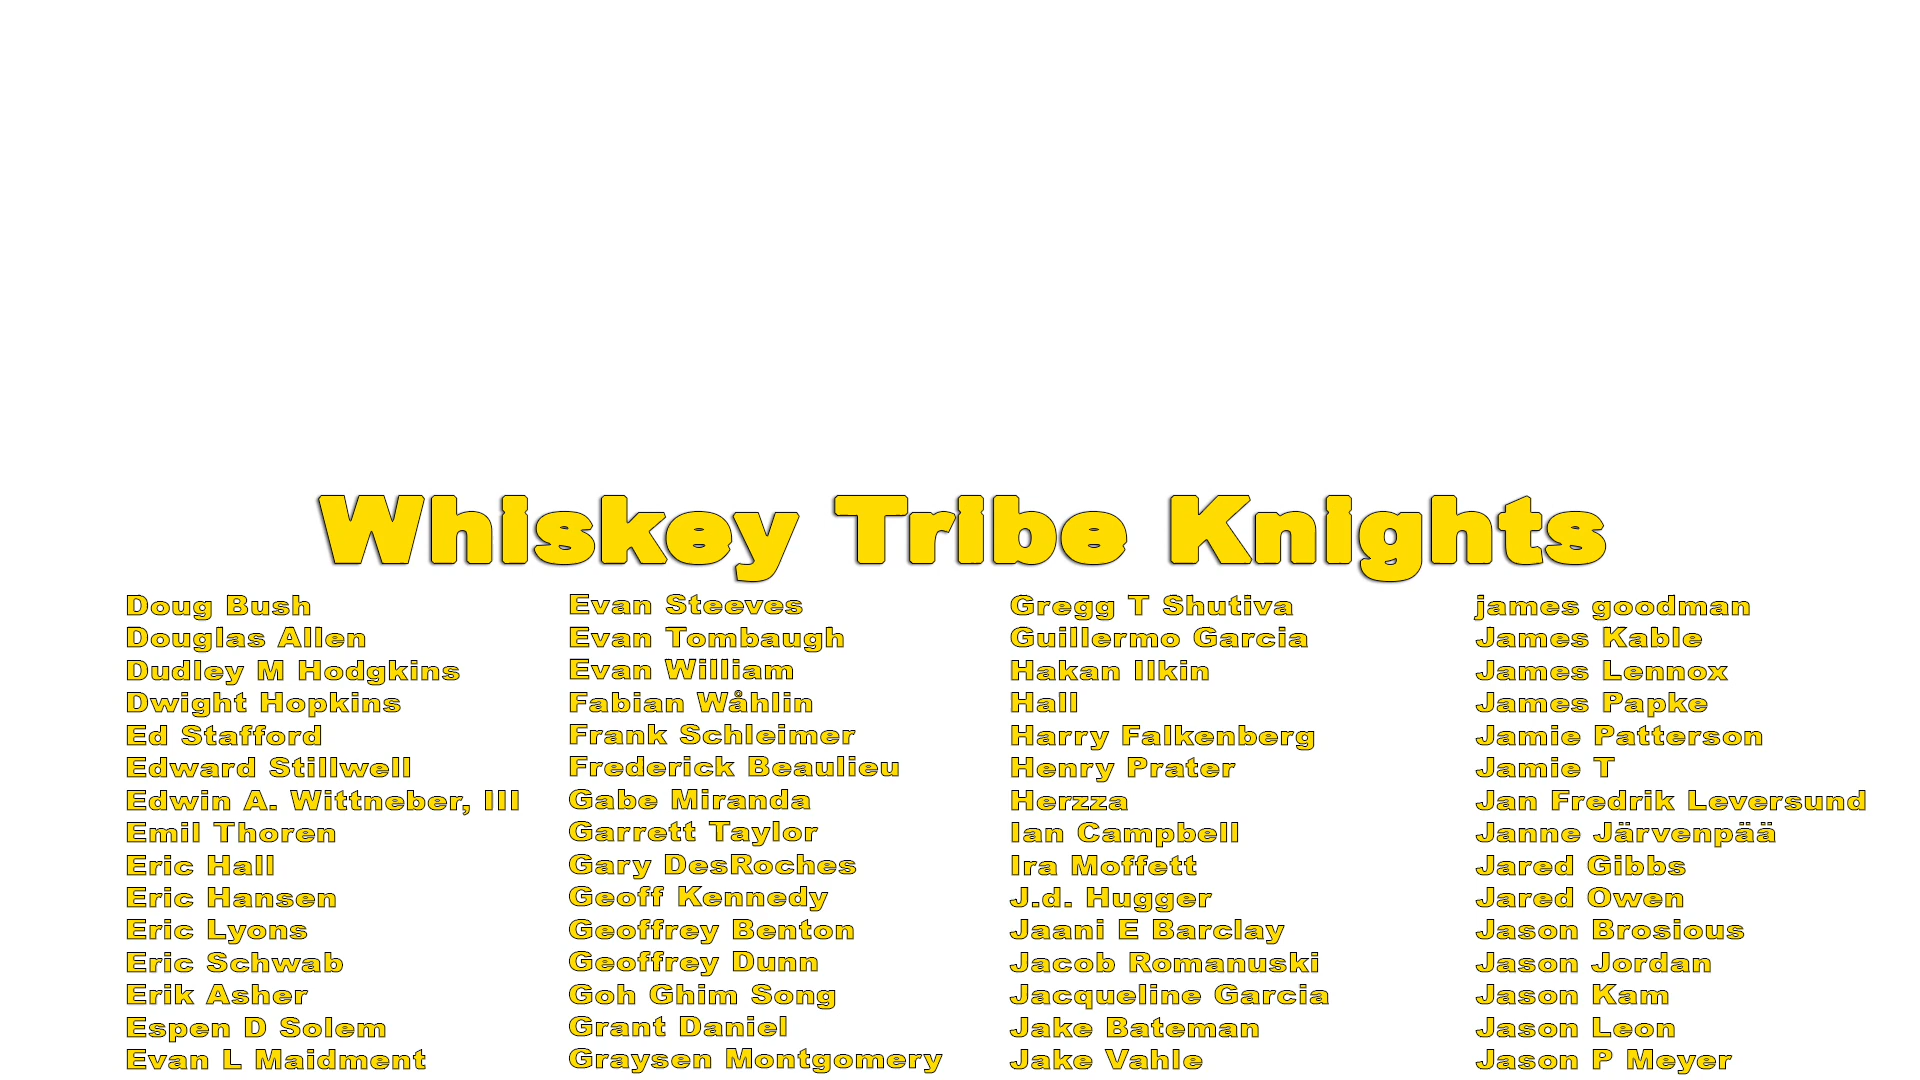 Whiskey Tribe Knights
Doug Bush
Douglas Allen
Dudley M Hodgkins
Dwight Hopkins
Ed Stafford
Edward Stillwell
Edwin A. Wittneber, III
Emil Thoren
Eric Hall
Eric Hansen
Eric Lyons
Eric Schwab
Erik Asher
Espen D Solem
Evan L Maidment
Evan Steeves
Evan Tombaugh
Evan William
Fabian Wåhlin
Frank Schleimer
Frederick Beaulieu
Gabe Miranda
Garrett Taylor
Gary DesRoches
Geoff Kennedy
Geoffrey Benton
Geoffrey Dunn
Goh Ghim Song
Grant Daniel
Graysen Montgomery
Gregg T Shutiva
Guillermo Garcia
Hakan Ilkin
Hall
Harry Falkenberg
Henry Prater
Herzza
Ian Campbell
Ira Moffett
J.d. Hugger
Jaani E Barclay
Jacob Romanuski
Jacqueline Garcia
Jake Bateman
Jake Vahle
james goodman
James Kable
James Lennox
James Papke
Jamie Patterson
Jamie T
Jan Fredrik Leversund
Janne Järvenpää
Jared Gibbs
Jared Owen
Jason Brosious
Jason Jordan
Jason Kam
Jason Leon
Jason P Meyer